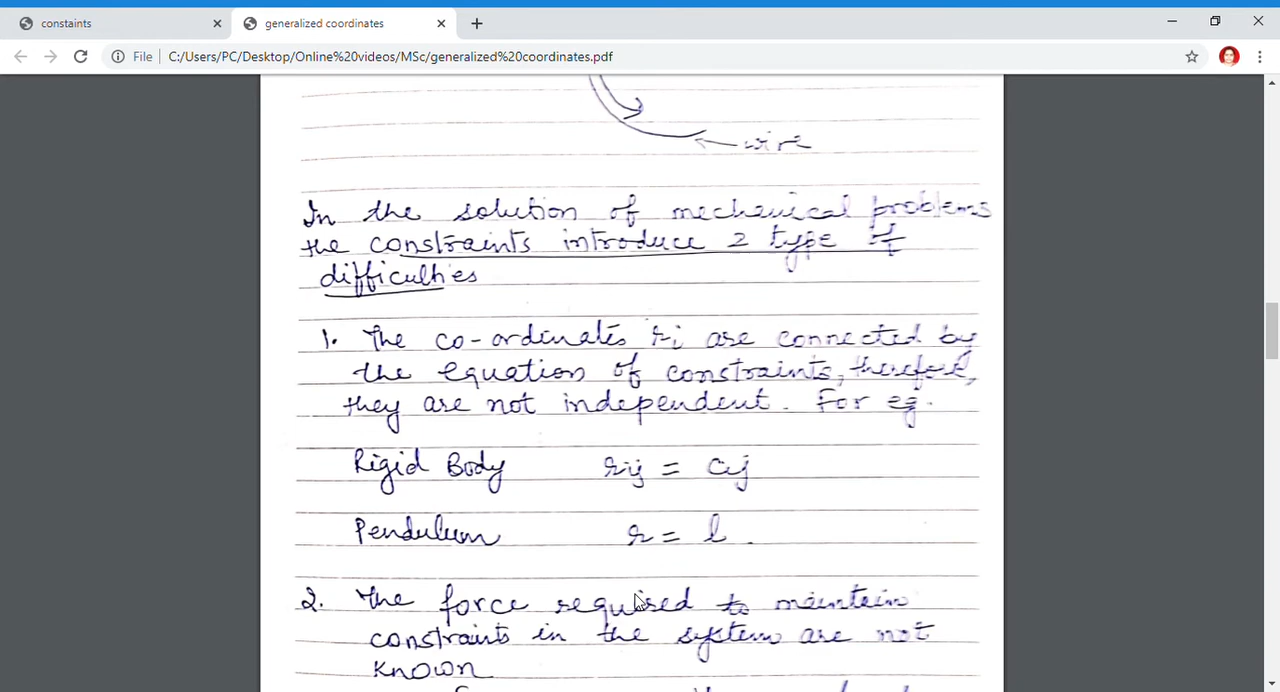 constaints
generalized coordinates
File C:/Users/PC/Desktop/Online%20videos/MSc/generalized%20coordinates.pdf
wire
In the solution of mechanical problems
the constraints introduce 2 type of
difficulties
1. The co-ordinates ri are connected by
the equation of constraints, therefore,
they are not independent. For eg.
Rigid Body rij = cij
Pendulum r = l.
2. The force required to maintain
constraints in the system are not
known